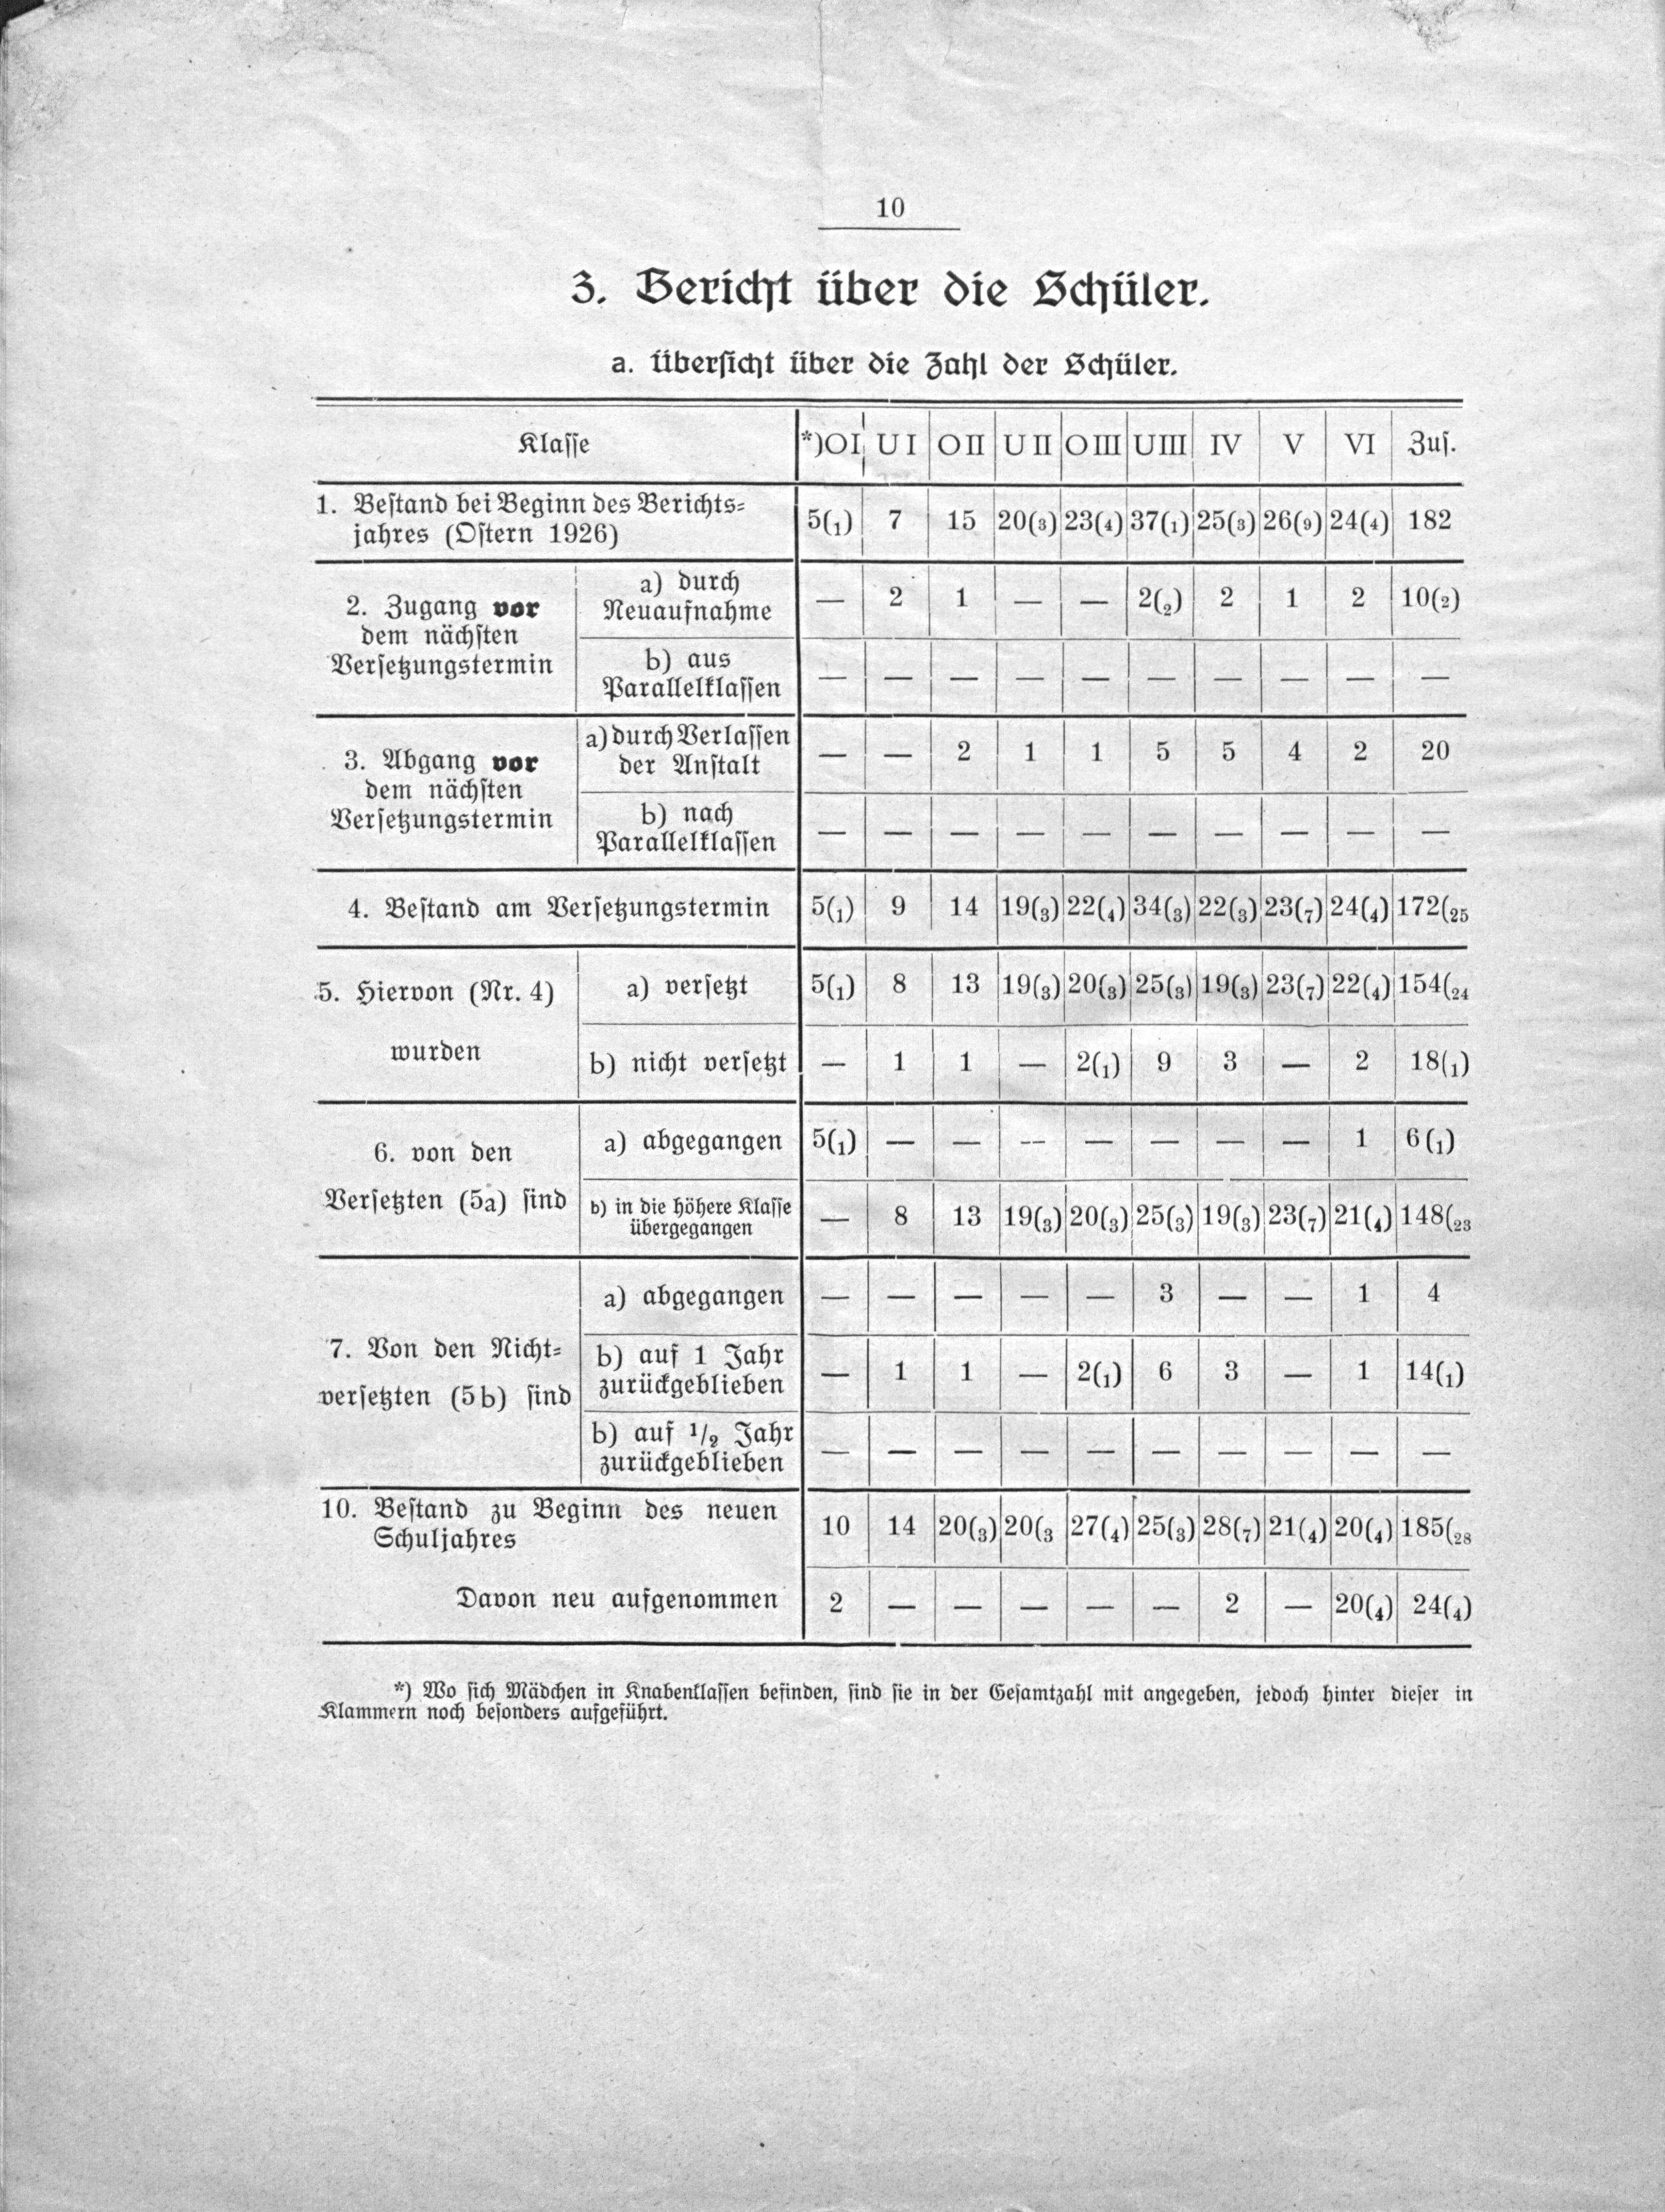 10
3. Bericht über die Schüler.
a. Übersicht über die Zahl der Schüler.
Klasse *)OI U I O II U II O III UIII IV V VI Zus.
1. Bestand bei Beginn des Berichts-
jahres (Ostern 1926) 5(1) 7 15 20(3) 23(4) 37(1) 25(3) 26(9) 24(4) 182
2. Zugang vor
dem nächsten
Versetzungstermin
a) durch
Neuaufnahme — 2 1 — — 2(2) 2 1 2 10(2)
b) aus
Parallelklassen — — — — — — — — — —
3. Abgang vor
dem nächsten
Versetzungstermin
a) durch Verlassen
der Anstalt — — 2 1 1 5 5 4 2 20
b) nach
Parallelklassen — — — — — — — — — —
4. Bestand am Versetzungstermin 5(1) 9 14 19(3) 22(4) 34(3) 22(3) 23(7) 24(4) 172(25
5. Hiervon (Nr. 4)
wurden
a) versetzt 5(1) 8 13 19(3) 20(3) 25(3) 19(3) 23(7) 22(4) 154(24
b) nicht versetzt — 1 1 — 2(1) 9 3 — 2 18(1)
6. von den
Versetzten (5a) sind
a) abgegangen 5(1) — — -- — — — — 1 6(1)
b) in die höhere Klasse
übergegangen — 8 13 19(3) 20(3) 25(3) 19(3) 23(7) 21(4) 148(23
7. Von den Nicht-
versetzten (5b) sind
a) abgegangen — — — — — 3 — — 1 4
b) auf 1 Jahr
zurückgeblieben — 1 1 — 2(1) 6 3 — 1 14(1)
b) auf 1/2 Jahr
zurückgeblieben — — — — — — — — — —
10. Bestand zu Beginn des neuen
Schuljahres 10 14 20(3) 20(3 27(4) 25(3) 28(7) 21(4) 20(4) 185(28
Davon neu aufgenommen 2 — — — — — 2 — 20(4) 24(4)
*) Wo sich Mädchen in Knabenklassen befinden, sind sie in der Gesamtzahl mit angegeben, jedoch hinter dieser in
Klammern noch besonders aufgeführt.